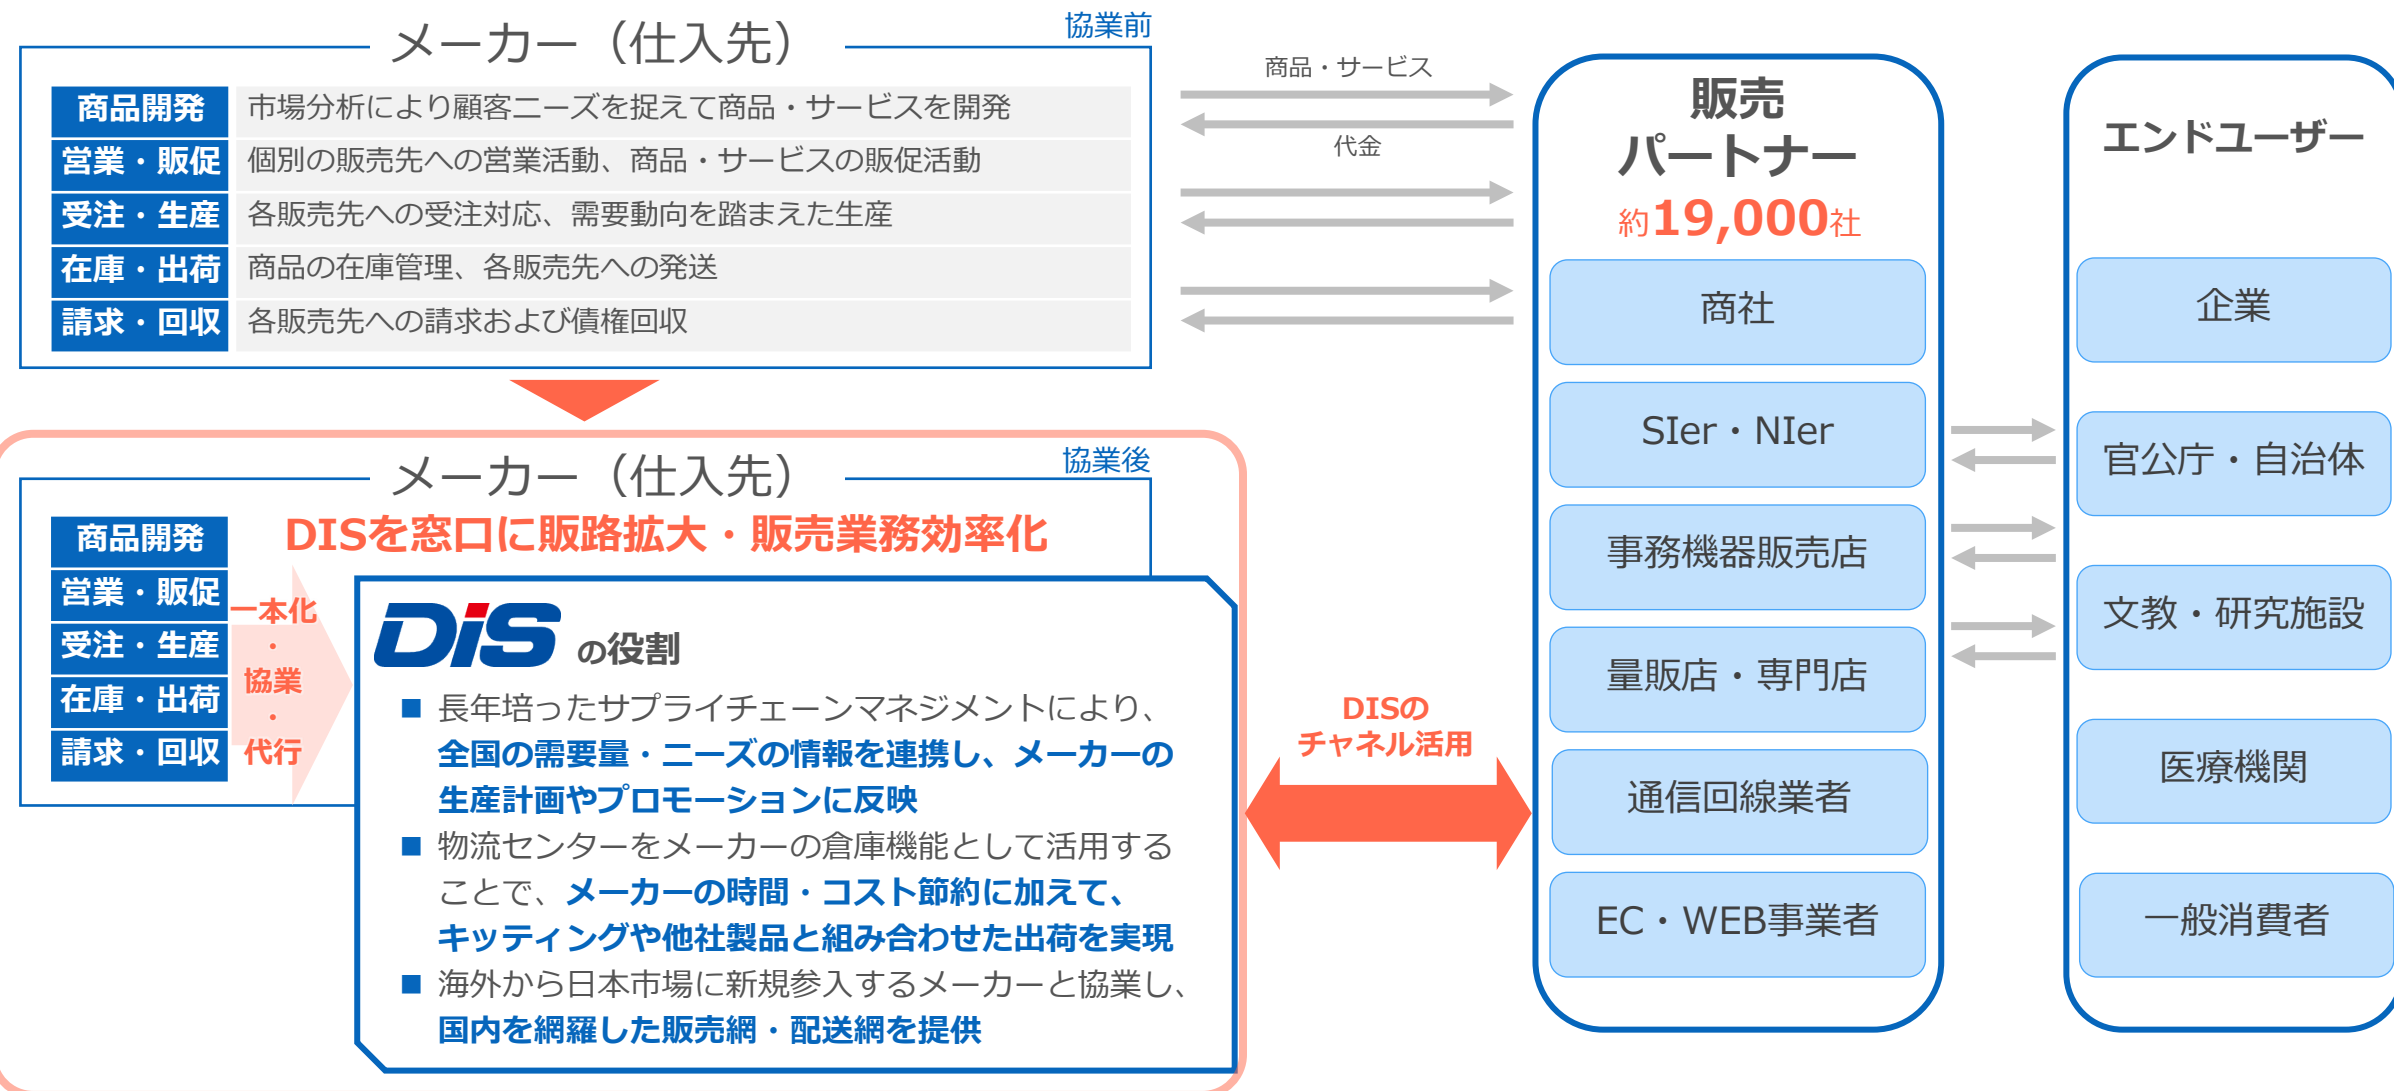 メーカー（仕入先）
協業前
商品開発 市場分析により顧客ニーズを捉えて商品・サービスを開発
営業・販促 個別の販売先への営業活動、商品・サービスの販促活動
受注・生産 各販売先への受注対応、需要動向を踏まえた生産
在庫・出荷 商品の在庫管理、各販売先への発送
請求・回収 各販売先への請求および債権回収
商品・サービス
代金
メーカー（仕入先）
協業後
DISを窓口に販路拡大・販売業務効率化
商品開発
営業・販促
受注・生産
在庫・出荷
請求・回収
一本化
・
協業
・
代行
DiS の役割
■ 長年培ったサプライチェーンマネジメントにより、
全国の需要量・ニーズの情報を連携し、メーカーの
生産計画やプロモーションに反映
■ 物流センターをメーカーの倉庫機能として活用する
ことで、メーカーの時間・コスト節約に加えて、
キッティングや他社製品と組み合わせた出荷を実現
■ 海外から日本市場に新規参入するメーカーと協業し、
国内を網羅した販売網・配送網を提供
DISの
チャネル活用
販売
パートナー
約19,000社
商社
SIer・NIer
事務機器販売店
量販店・専門店
通信回線業者
EC・WEB事業者
エンドユーザー
企業
官公庁・自治体
文教・研究施設
医療機関
一般消費者